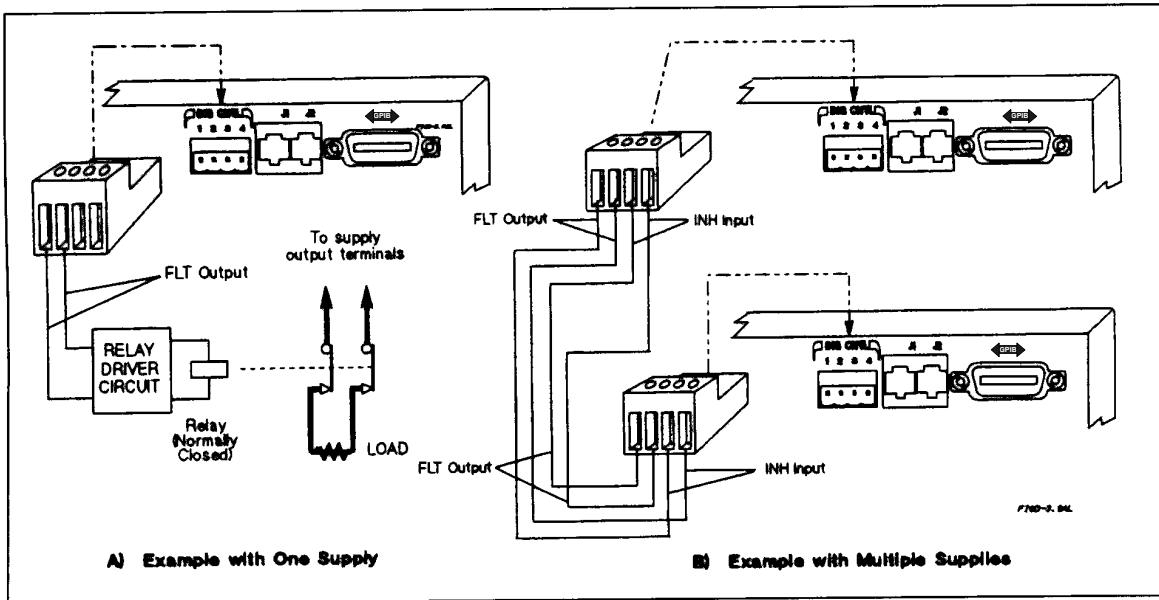 DIG CNTL
1 2 3 4
J1 J2
GPIB
FLT Output
To supply
output terminals
RELAY
DRIVER
CIRCUIT
Relay
(Normally
Closed)
LOAD
A) Example with One Supply
DIG CNTL
1 2 3 4
J1 J2
GPIB
FLT Output
INH Input
DIG CNTL
1 2 3 4
J1 J2
GPIB
FLT Output
INH Input
B) Example with Multiple Supplies